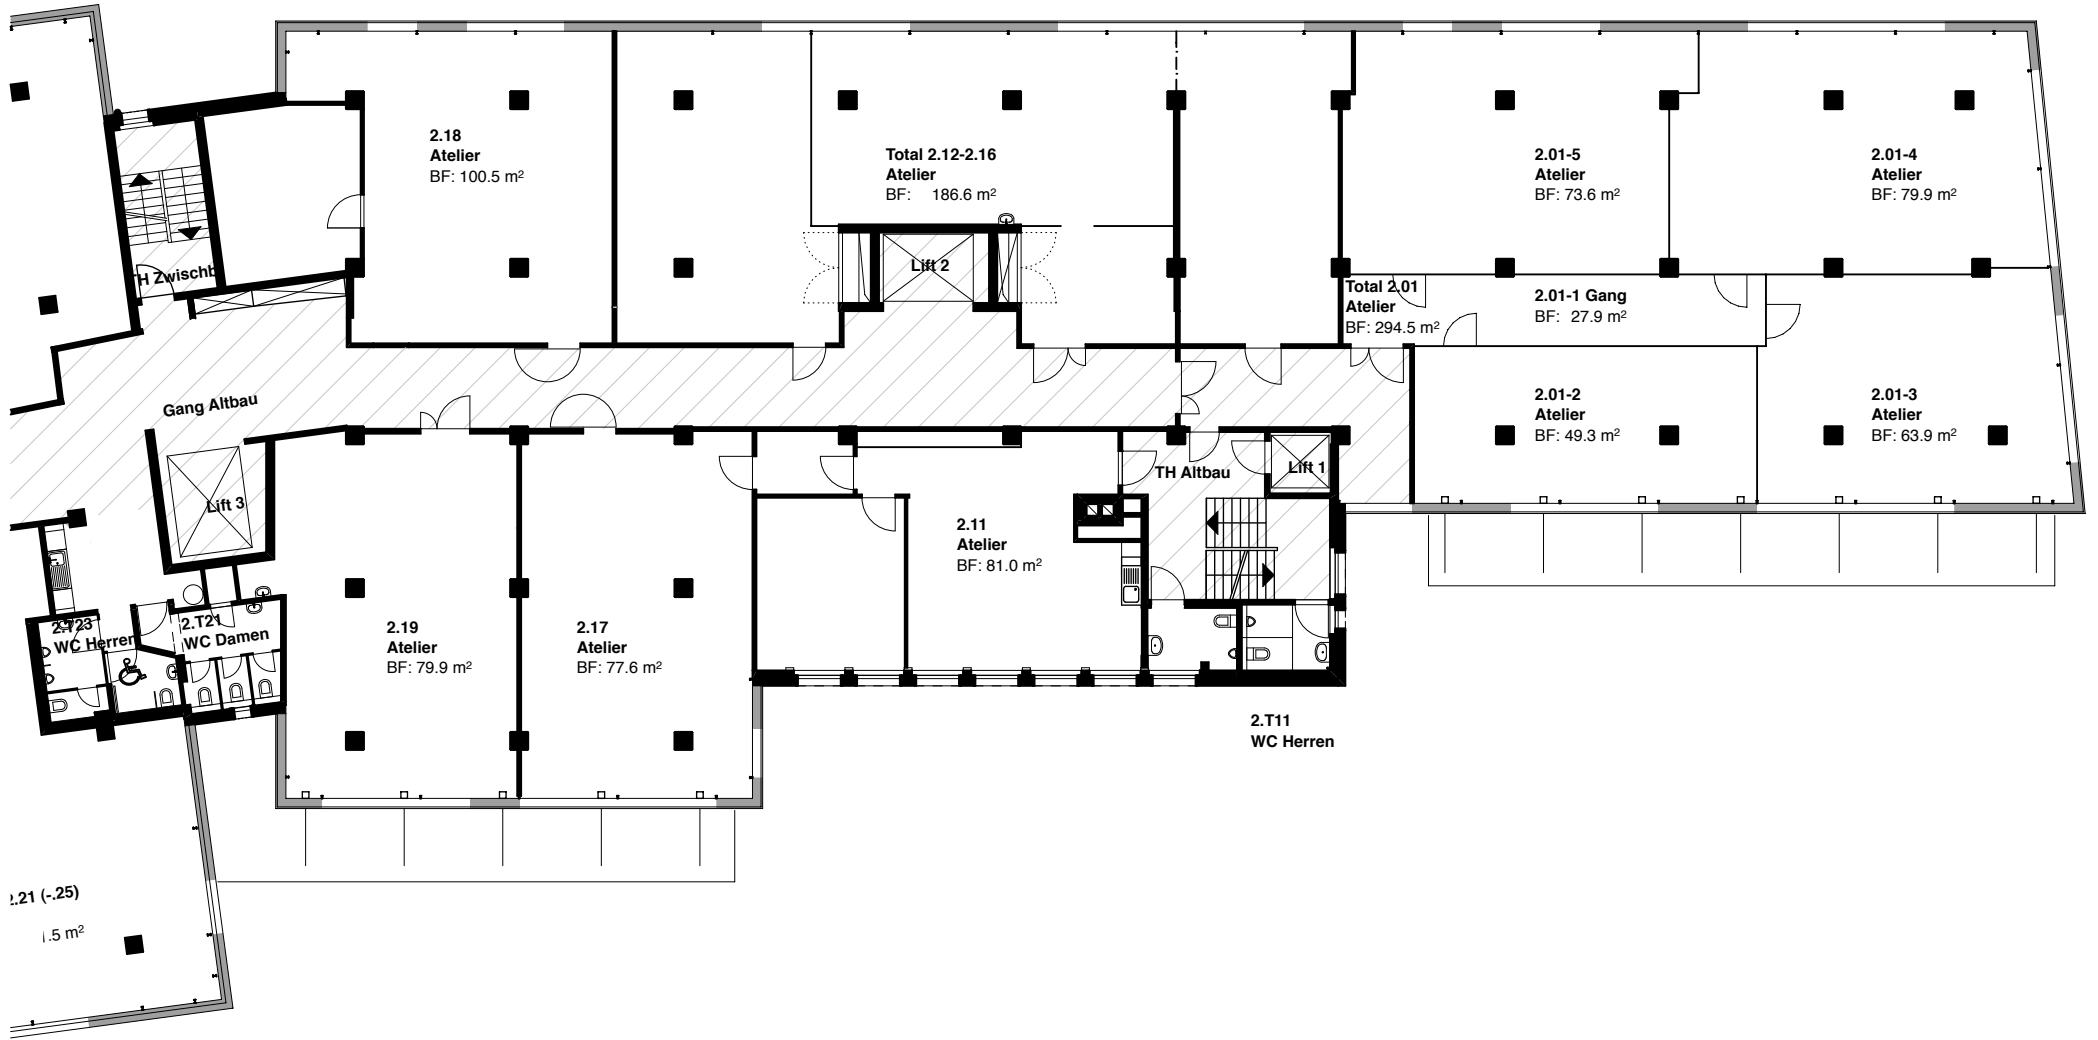 2.18
Atelier
BF: 100.5 m²
Total 2.12-2.16
Atelier
BF: 186.6 m²
2.01-5
Atelier
BF: 73.6 m²
2.01-4
Atelier
BF: 79.9 m²
TH Zwischb
Lift 2
Total 2.01
Atelier
BF: 294.5 m²
2.01-1 Gang
BF: 27.9 m²
Gang Altbau
2.01-2
Atelier
BF: 49.3 m²
2.01-3
Atelier
BF: 63.9 m²
TH Altbau
Lift 1
Lift 3
2.11
Atelier
BF: 81.0 m²
2.T23
WC Herren
2.T21
WC Damen
2.19
Atelier
BF: 79.9 m²
2.17
Atelier
BF: 77.6 m²
2.T11
WC Herren
2.21 (-.25)
.5 m²